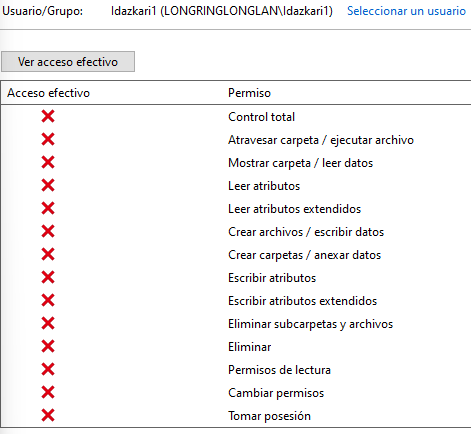 Usuario/Grupo: Idazkari1 (LONGRINGLONGLAN\Idazkari1) Seleccionar un usuario
Ver acceso efectivo
Acceso efectivo Permiso
Control total
Atravesar carpeta / ejecutar archivo
Mostrar carpeta / leer datos
Leer atributos
Leer atributos extendidos
Crear archivos / escribir datos
Crear carpetas / anexar datos
Escribir atributos
Escribir atributos extendidos
Eliminar subcarpetas y archivos
Eliminar
Permisos de lectura
Cambiar permisos
Tomar posesión